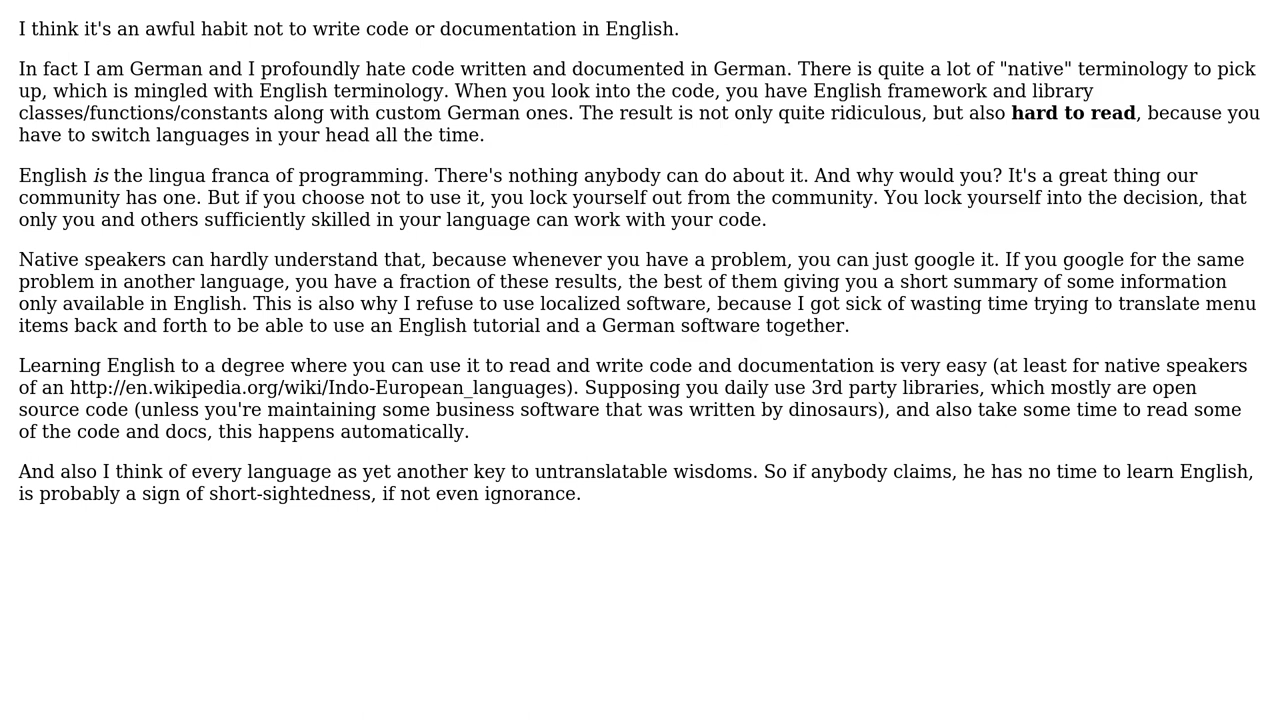 I think it's an awful habit not to write code or documentation in English.
In fact I am German and I profoundly hate code written and documented in German. There is quite a lot of "native" terminology to pick
up, which is mingled with English terminology. When you look into the code, you have English framework and library
classes/functions/constants along with custom German ones. The result is not only quite ridiculous, but also hard to read, because you
have to switch languages in your head all the time.
English is the lingua franca of programming. There's nothing anybody can do about it. And why would you? It's a great thing our
community has one. But if you choose not to use it, you lock yourself out from the community. You lock yourself into the decision, that
only you and others sufficiently skilled in your language can work with your code.
Native speakers can hardly understand that, because whenever you have a problem, you can just google it. If you google for the same
problem in another language, you have a fraction of these results, the best of them giving you a short summary of some information
only available in English. This is also why I refuse to use localized software, because I got sick of wasting time trying to translate menu
items back and forth to be able to use an English tutorial and a German software together.
Learning English to a degree where you can use it to read and write code and documentation is very easy (at least for native speakers
of an http://en.wikipedia.org/wiki/Indo-European_languages). Supposing you daily use 3rd party libraries, which mostly are open
source code (unless you're maintaining some business software that was written by dinosaurs), and also take some time to read some
of the code and docs, this happens automatically.
And also I think of every language as yet another key to untranslatable wisdoms. So if anybody claims, he has no time to learn English,
is probably a sign of short-sightedness, if not even ignorance.